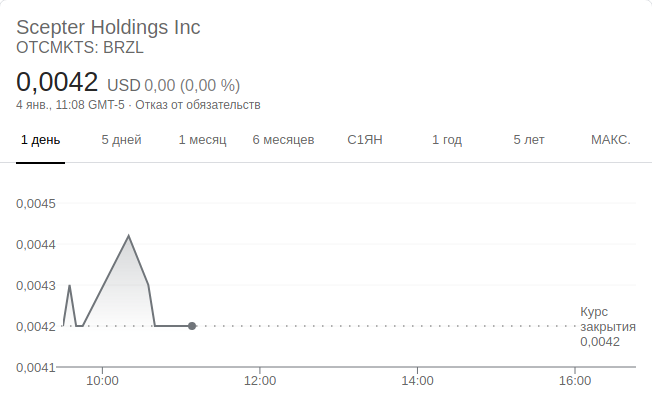 Scepter Holdings Inc
OTCMKTS: BRZL
0,0042 USD 0,00 (0,00 %)
4 янв., 11:08 GMT-5 · Отказ от обязательств
1 день 5 дней 1 месяц 6 месяцев С1ЯН 1 год 5 лет МАКС.
0,0045
0,0044
0,0043
0,0042
0,0041
Курс
закрытия
0,0042
10:00 12:00 14:00 16:00